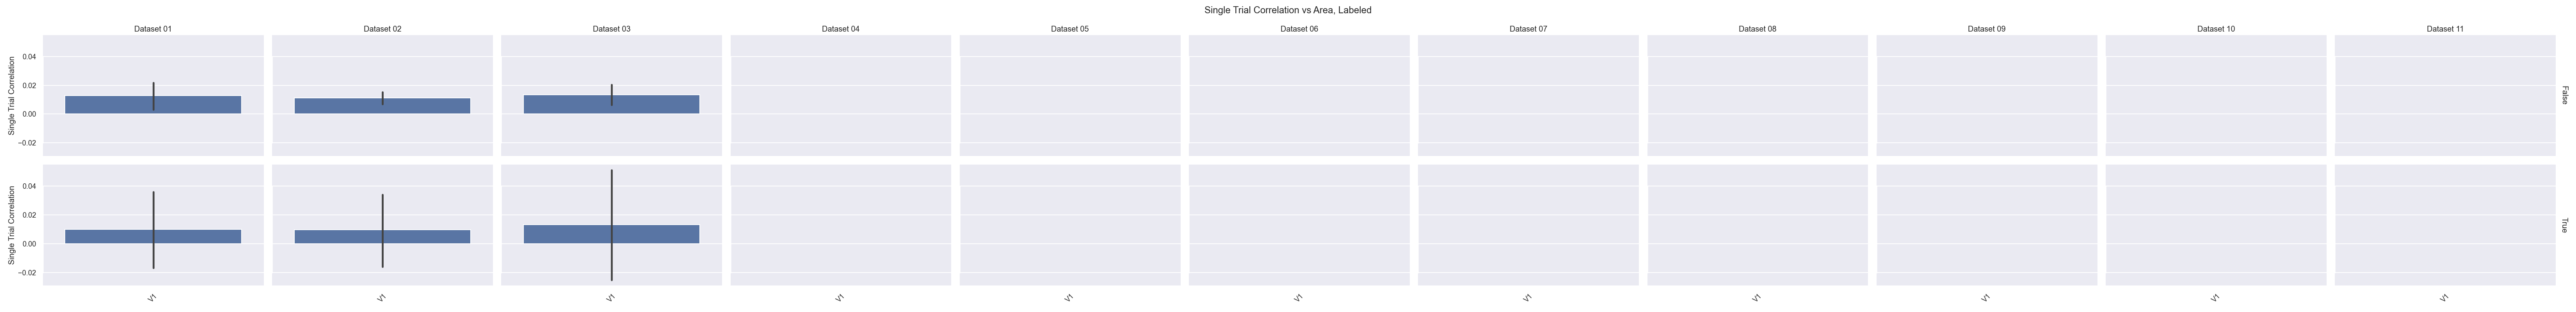 Single Trial Correlation vs Area, Labeled
Dataset 01 Dataset 02 Dataset 03 Dataset 04 Dataset 05 Dataset 06 Dataset 07 Dataset 08 Dataset 09 Dataset 10 Dataset 11
Single Trial Correlation
0.04
0.02
0.00
−0.02
False
Single Trial Correlation
0.04
0.02
0.00
−0.02
True
V1 V1 V1 V1 V1 V1 V1 V1 V1 V1 V1